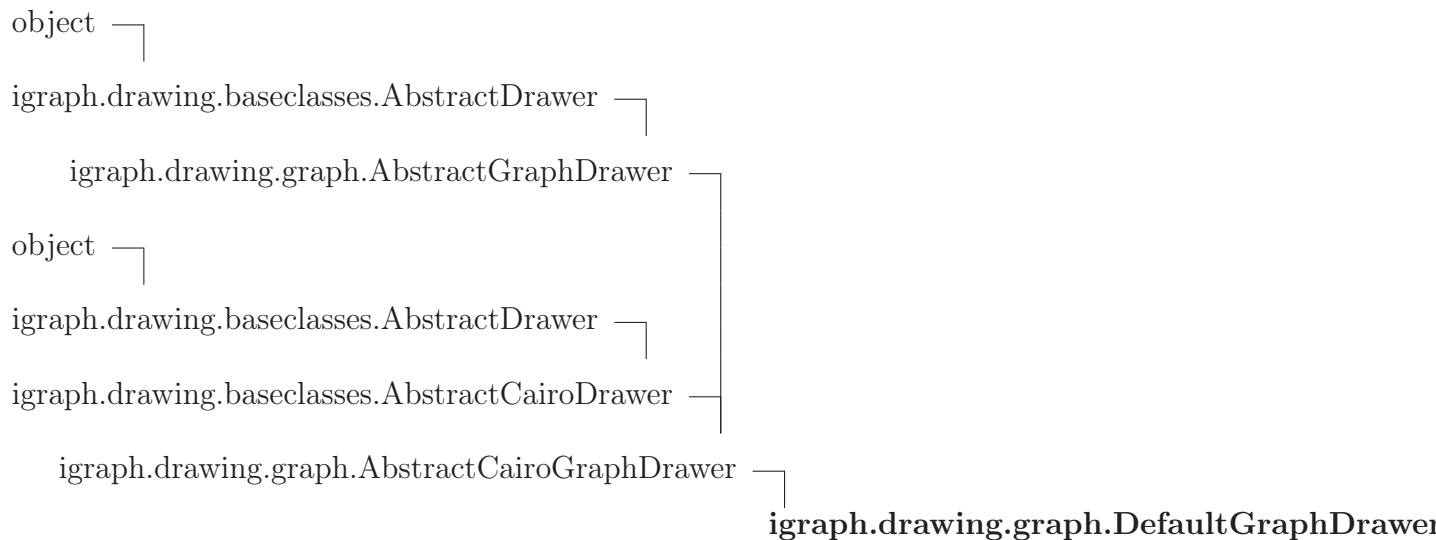 object
igraph.drawing.baseclasses.AbstractDrawer
igraph.drawing.graph.AbstractGraphDrawer
object
igraph.drawing.baseclasses.AbstractDrawer
igraph.drawing.baseclasses.AbstractCairoDrawer
igraph.drawing.graph.AbstractCairoGraphDrawer
igraph.drawing.graph.DefaultGraphDrawer